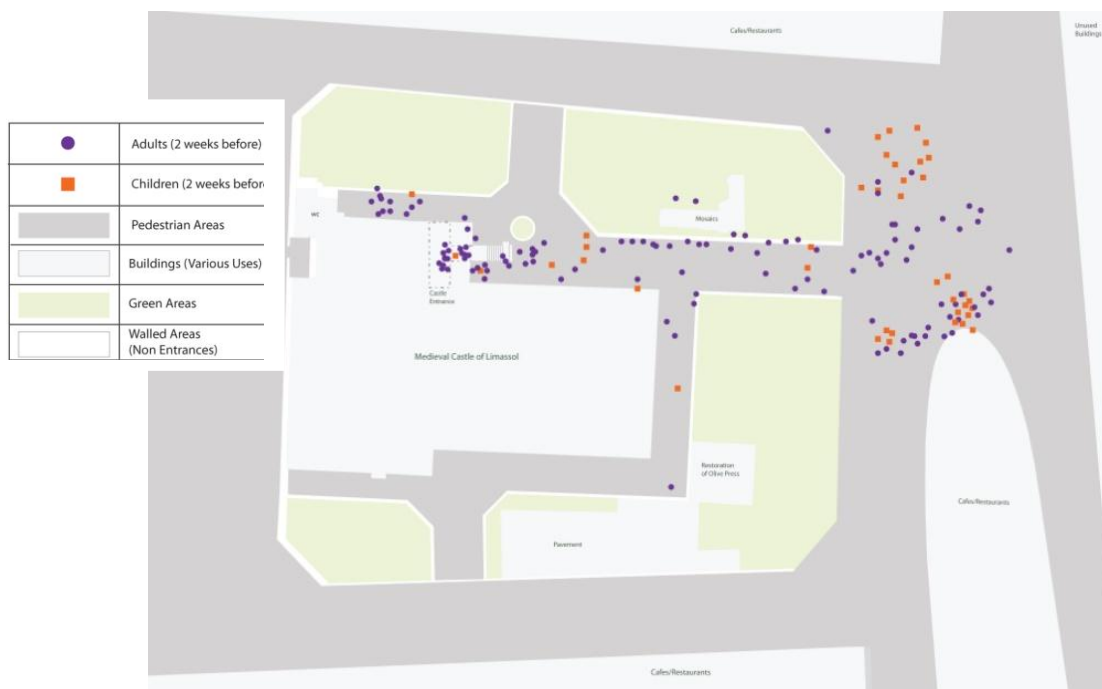 Cafes/Restaurants
Unused
Buildings
Adults (2 weeks before)
Children (2 weeks before
Pedestrian Areas
Buildings (Various Uses)
Green Areas
Walled Areas
(Non Entrances)
WC
Mosaics
Castle
Entrance
Medieval Castle of Limassol
Restoration
of Olive Press
Pavement
Cafes/Restaurants
Cafes/Restaurants